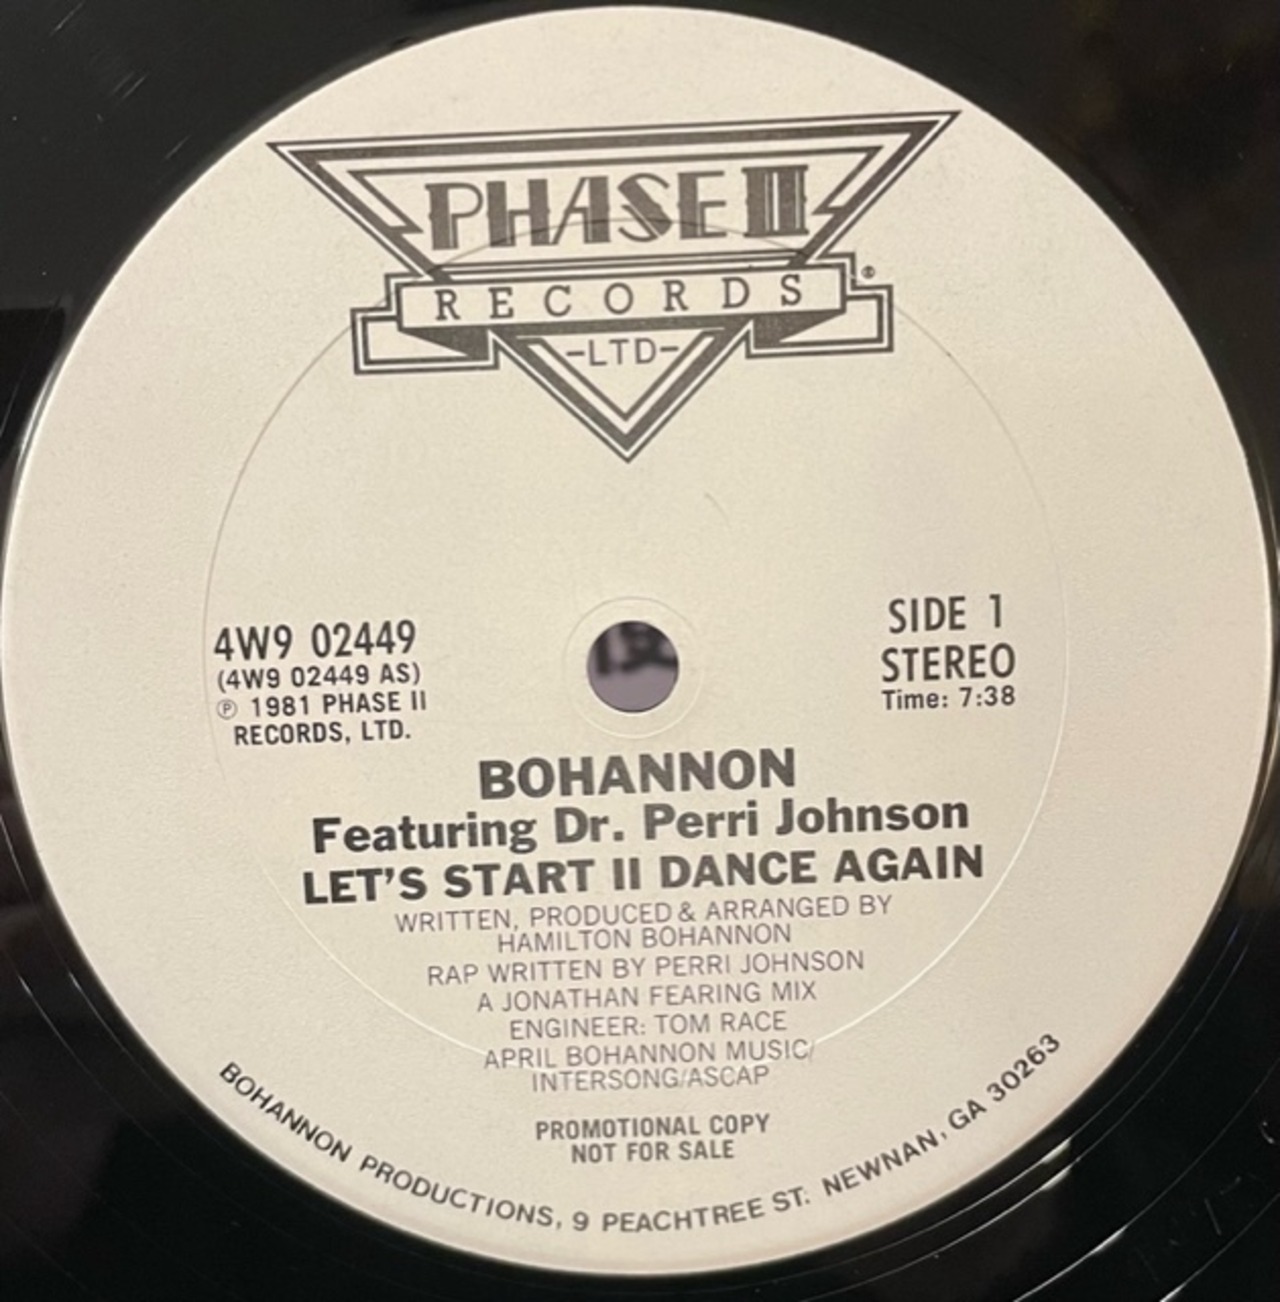 PHASE II
RECORDS ®
-LTD-
4W9 02449
(4W9 02449 AS)
℗ 1981 PHASE II
RECORDS, LTD.
SIDE 1
STEREO
Time: 7:38
BOHANNON
Featuring Dr. Perri Johnson
LET'S START II DANCE AGAIN
WRITTEN, PRODUCED & ARRANGED BY
HAMILTON BOHANNON
RAP WRITTEN BY PERRI JOHNSON
A JONATHAN FEARING MIX
ENGINEER: TOM RACE
APRIL BOHANNON MUSIC/
INTERSONG/ASCAP
PROMOTIONAL COPY
NOT FOR SALE
BOHANNON PRODUCTIONS, 9 PEACHTREE ST. NEWNAN, GA 30263